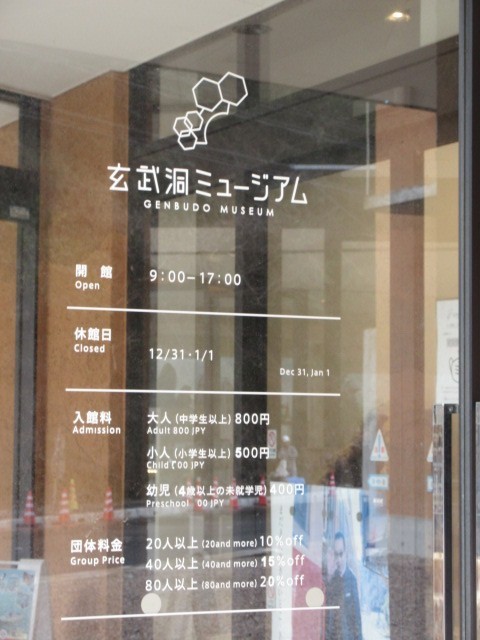 玄武洞ミュージアム
GENBUDO MUSEUM
開館 9:00-17:00
Open
休館日
Closed
12/31・1/1
Dec 31, Jan 1
入館料 大人(中学生以上)800円
Admission Adult 800 JPY
小人(小学生以上)500円
Child 00 JPY
幼児(4歳以上の未就学児)400円
Preschool 00 JPY
団体料金 20人以上(20and more)10%off
Group Price 40人以上(40and more)15%off
80人以上(80and more)20%off